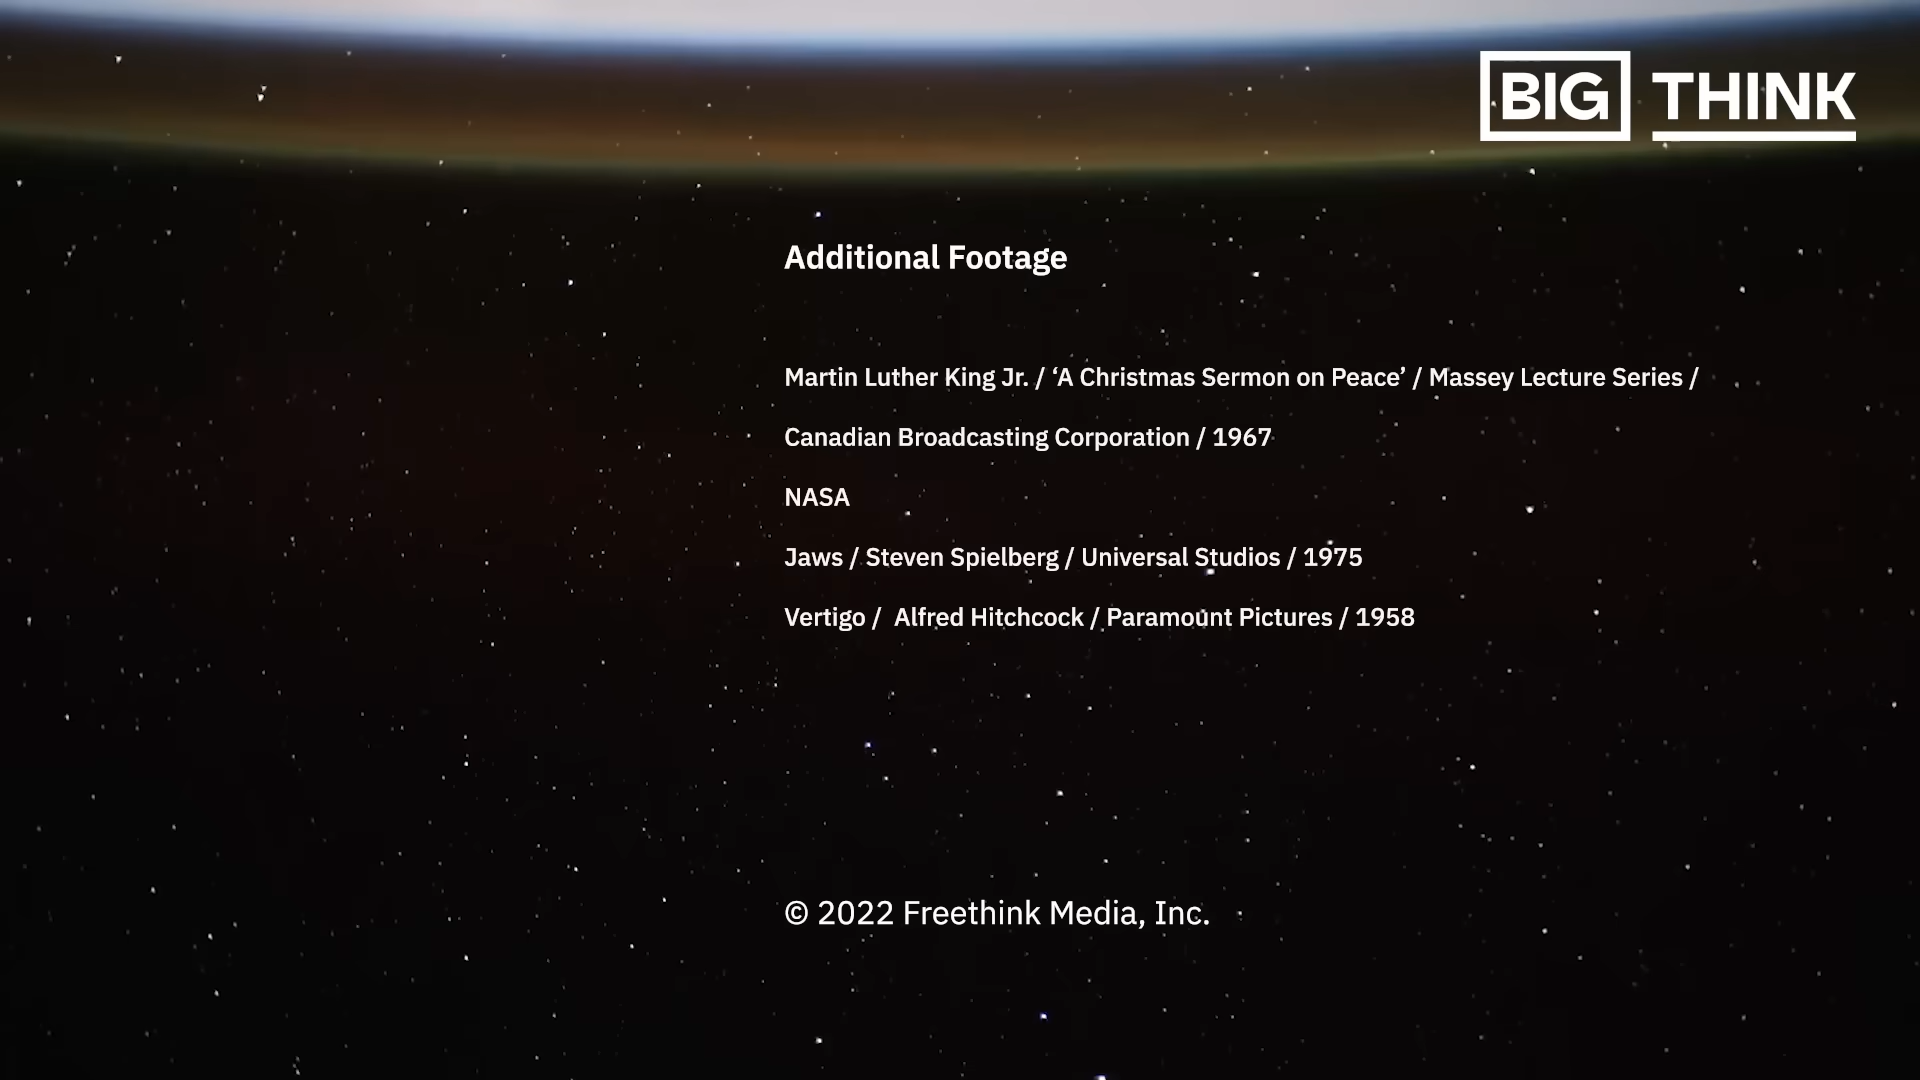 BIG THINK
Additional Footage
Martin Luther King Jr. / ‘A Christmas Sermon on Peace’ / Massey Lecture Series /
Canadian Broadcasting Corporation / 1967
NASA
Jaws / Steven Spielberg / Universal Studios / 1975
Vertigo /  Alfred Hitchcock / Paramount Pictures / 1958
© 2022 Freethink Media, Inc.